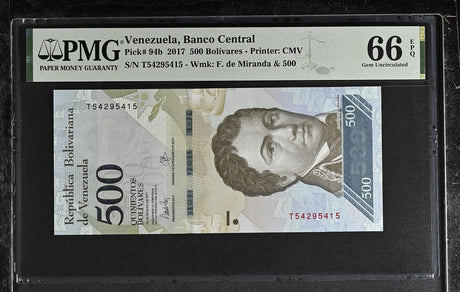 PMG
PAPER MONEY GUARANTY
Venezuela, Banco Central
Pick# 94b 2017 500 Bolívares - Printer: CMV
S/N T54295415 - Wmk: F. de Miranda & 500
66 EPQ
Gem Uncirculated
T54295415
República Bolivariana
de Venezuela
500
QUINIENTOS
BOLÍVARES
500
500
T54295415